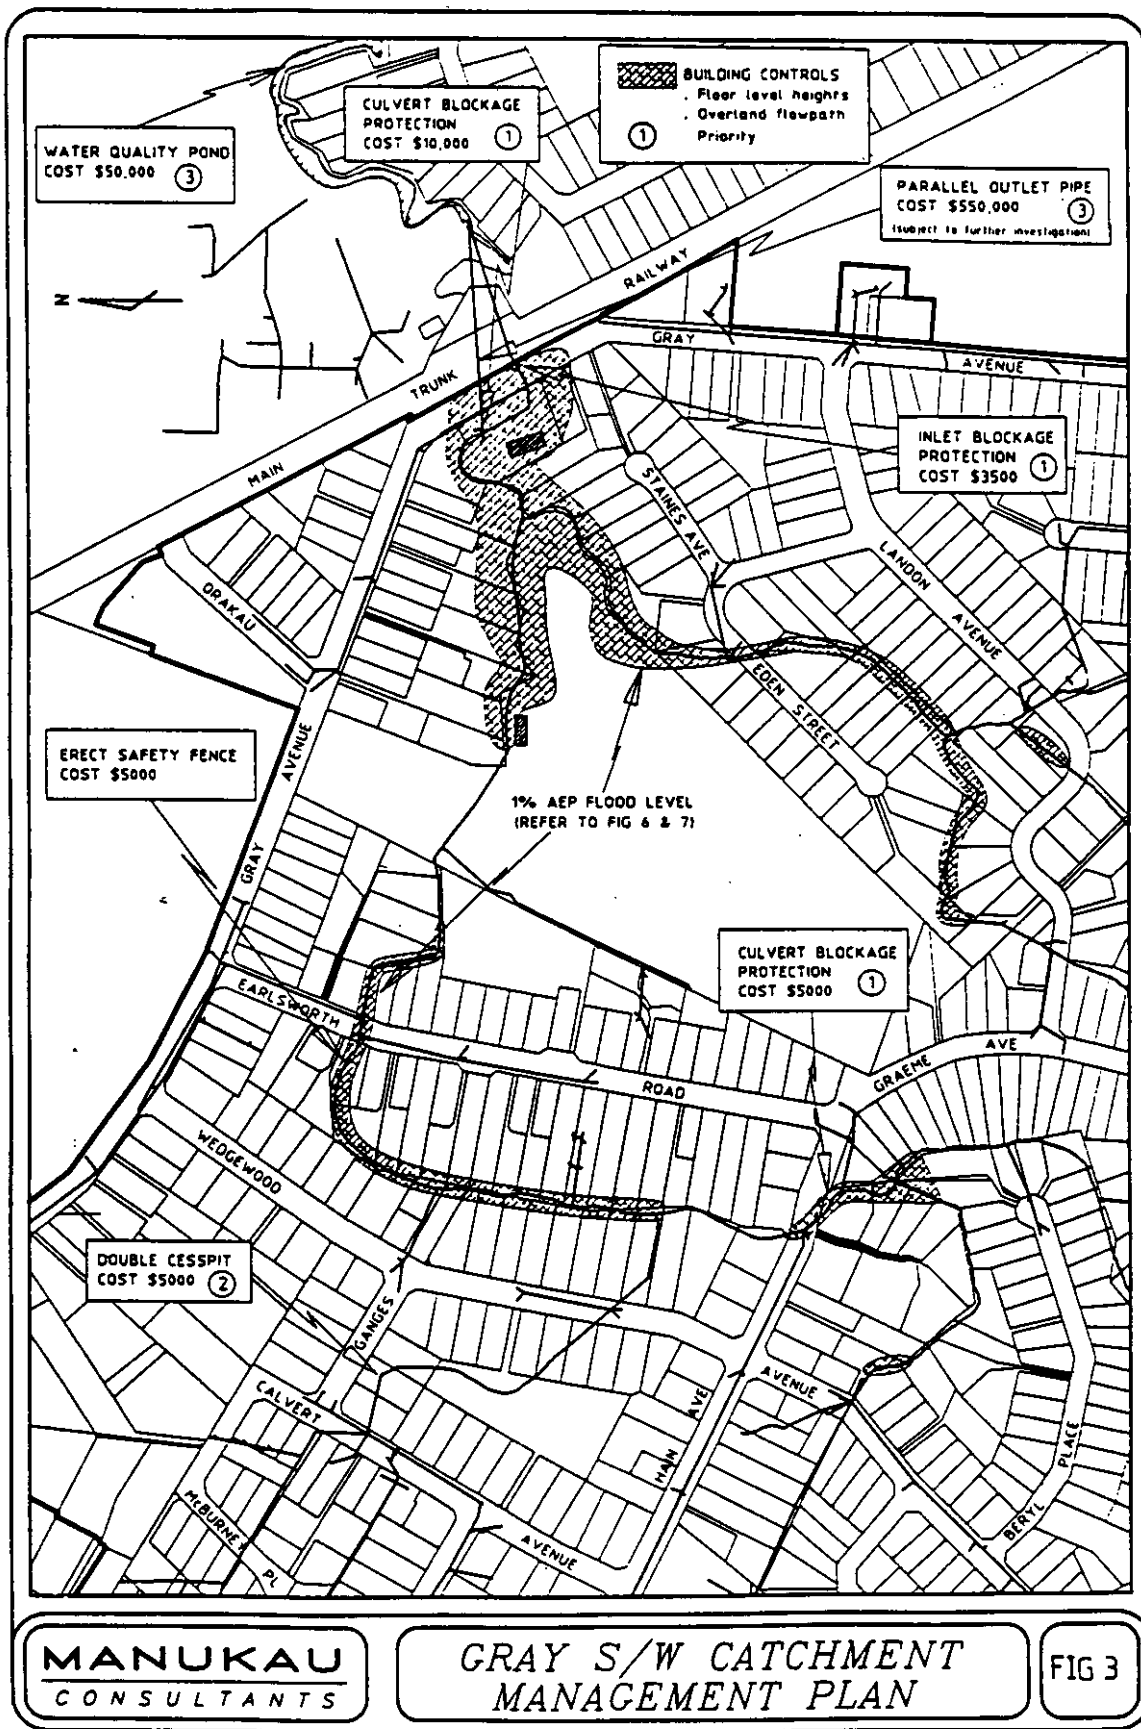 BUILDING CONTROLS
. Floor level heights
. Overland flowpath
① Priority
CULVERT BLOCKAGE
PROTECTION
COST $10,000 ①
WATER QUALITY POND
COST $50,000 ③
PARALLEL OUTLET PIPE
COST $550,000 ③
(subject to further investigation)
N
RAILWAY
TRUNK
MAIN
GRAY
AVENUE
INLET BLOCKAGE
PROTECTION
COST $3500 ①
STAINES AVE
LANDON
AVENUE
ORAKAU
EDEN STREET
AVENUE
GRAY
ERECT SAFETY FENCE
COST $5000
1% AEP FLOOD LEVEL
(REFER TO FIG 6 & 7)
CULVERT BLOCKAGE
PROTECTION
COST $5000 ①
EARLSWORTH
ROAD
GRAEME
AVE
WEDGEWOOD
DOUBLE CESSPIT
COST $5000 ②
GANGES
CALVERT
AVENUE
MAIN
AVE
AVENUE
BERYL
PLACE
McBURNEY
PL
MANUKAU
CONSULTANTS
GRAY S/W CATCHMENT
MANAGEMENT PLAN
FIG 3